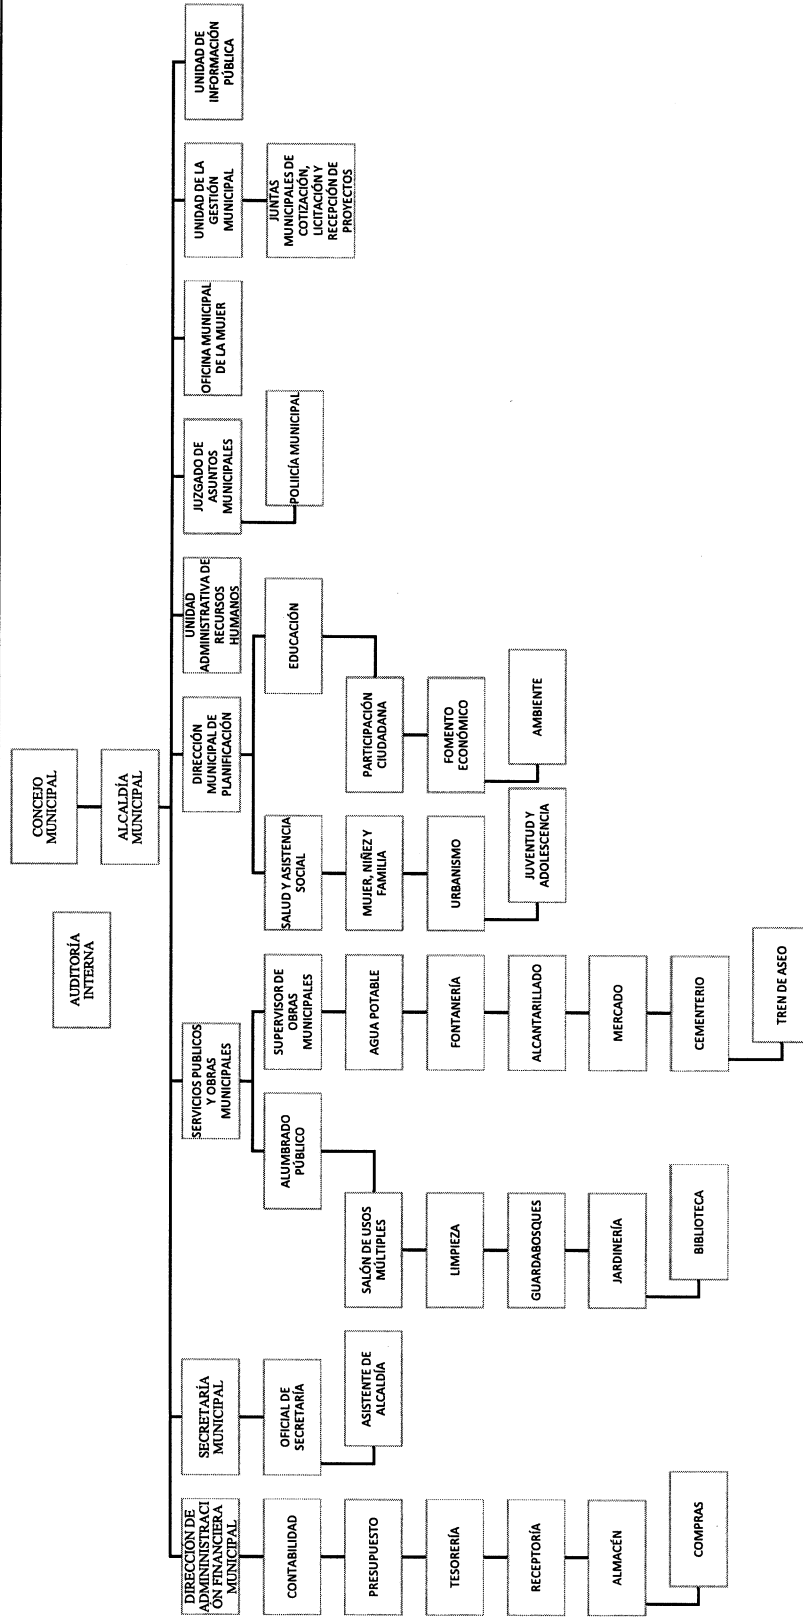 CONCEJO
MUNICIPAL
AUDITORÍA
INTERNA
ALCALDÍA
MUNICIPAL
DIRECCIÓN DE
ADMINISTRACI
ÓN FINANCIERA
MUNICIPAL
CONTABILIDAD
PRESUPUESTO
TESORERÍA
RECEPTORÍA
ALMACÉN
COMPRAS
SECRETARÍA
MUNICIPAL
OFICIAL DE
SECRETARÍA
ASISTENTE DE
ALCALDÍA
SERVICIOS PUBLICOS
Y OBRAS
MUNICIPALES
ALUMBRADO
PÚBLICO
SALÓN DE USOS
MÚLTIPLES
LIMPIEZA
GUARDABOSQUES
JARDINERÍA
BIBLIOTECA
SUPERVISOR DE
OBRAS
MUNICIPALES
AGUA POTABLE
FONTANERÍA
ALCANTARILLADO
MERCADO
CEMENTERIO
TREN DE ASEO
DIRECCIÓN
MUNICIPAL DE
PLANIFICACIÓN
SALUD Y ASISTENCIA
SOCIAL
MUJER, NIÑEZ Y
FAMILIA
URBANISMO
JUVENTUD Y
ADOLESCENCIA
EDUCACIÓN
PARTICIPACIÓN
CIUDADANA
FOMENTO
ECONÓMICO
AMBIENTE
UNIDAD
ADMINISTRATIVA DE
RECURSOS
HUMANOS
JUZGADO DE
ASUNTOS
MUNICIPALES
POLIICÍA MUNICIPAL
OFICINA MUNICIPAL
DE LA MUJER
UNIDAD DE LA
GESTIÓN
MUNICIPAL
JUNTAS
MUNICIPALES DE
COTIZACIÓN,
LICITACIÓN Y
RECEPCIÓN DE
PROYECTOS
UNIDAD DE
INFORMACIÓN
PÚBLICA